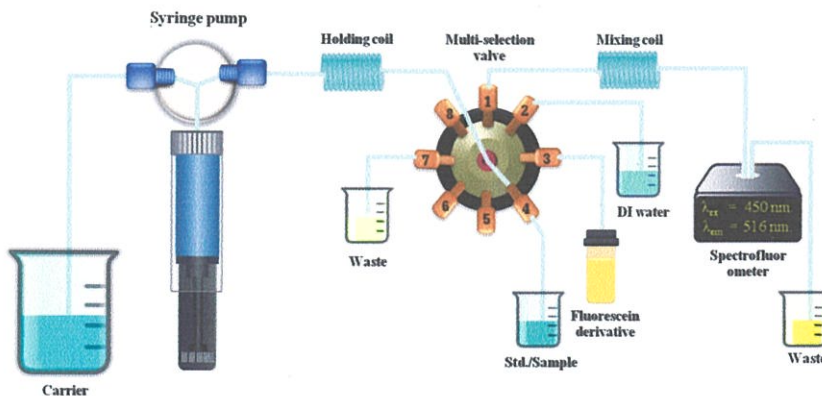 Syringe pump
Holding coil
Multi-selection
valve
Mixing coil
8
1
2
7
3
6
5
4
Waste
DI water
λex = 450 nm
λem = 516 nm
Spectrofluor
ometer
Fluorescein
derivative
Std./Sample
Waste
Carrier